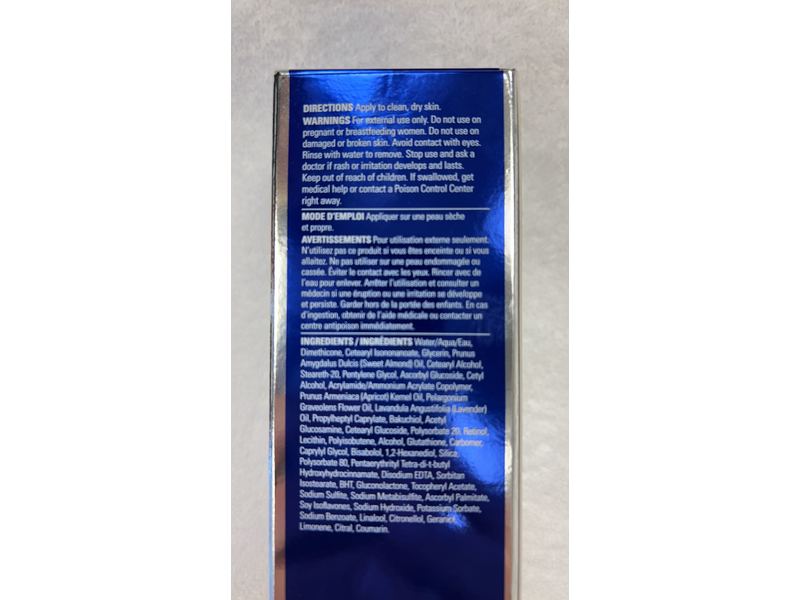 DIRECTIONS Apply to clean, dry skin.
WARNINGS For external use only. Do not use on
pregnant or breastfeeding women. Do not use on
damaged or broken skin. Avoid contact with eyes.
Rinse with water to remove. Stop use and ask a
doctor if rash or irritation develops and lasts.
Keep out of reach of children. If swallowed, get
medical help or contact a Poison Control Center
right away.
MODE D'EMPLOI Appliquer sur une peau sèche
et propre.
AVERTISSEMENTS Pour utilisation externe seulement.
N'utilisez pas ce produit si vous êtes enceinte ou si vous
allaitez. Ne pas utiliser sur une peau endommagée ou
cassée. Éviter le contact avec les yeux. Rincer avec de
l'eau pour enlever. Arrêter l'utilisation et consulter un
médecin si une éruption ou une irritation se développe
et persiste. Garder hors de la portée des enfants. En cas
d'ingestion, obtenir de l'aide médicale ou contacter un
centre antipoison immédiatement.
INGREDIENTS / INGRÉDIENTS Water/Aqua/Eau,
Dimethicone, Cetearyl Isononanoate, Glycerin, Prunus
Amygdalus Dulcis (Sweet Almond) Oil, Cetearyl Alcohol,
Steareth-20, Pentylene Glycol, Ascorbyl Glucoside, Cetyl
Alcohol, Acrylamide/Ammonium Acrylate Copolymer,
Prunus Armeniaca (Apricot) Kernel Oil, Pelargonium
Graveolens Flower Oil, Lavandula Angustifolia (Lavender)
Oil, Propylheptyl Caprylate, Bakuchiol, Acetyl
Glucosamine, Cetearyl Glucoside, Polysorbate 20, Retinol,
Lecithin, Polyisobutene, Alcohol, Glutathione, Carbomer,
Caprylyl Glycol, Bisabolol, 1,2-Hexanediol, Silica,
Polysorbate 80, Pentaerythrityl Tetra-di-t-butyl
Hydroxyhydrocinnamate, Disodium EDTA, Sorbitan
Isostearate, BHT, Gluconolactone, Tocopheryl Acetate,
Sodium Sulfite, Sodium Metabisulfite, Ascorbyl Palmitate,
Soy Isoflavones, Sodium Hydroxide, Potassium Sorbate,
Sodium Benzoate, Linalool, Citronellol, Geraniol,
Limonene, Citral, Coumarin.